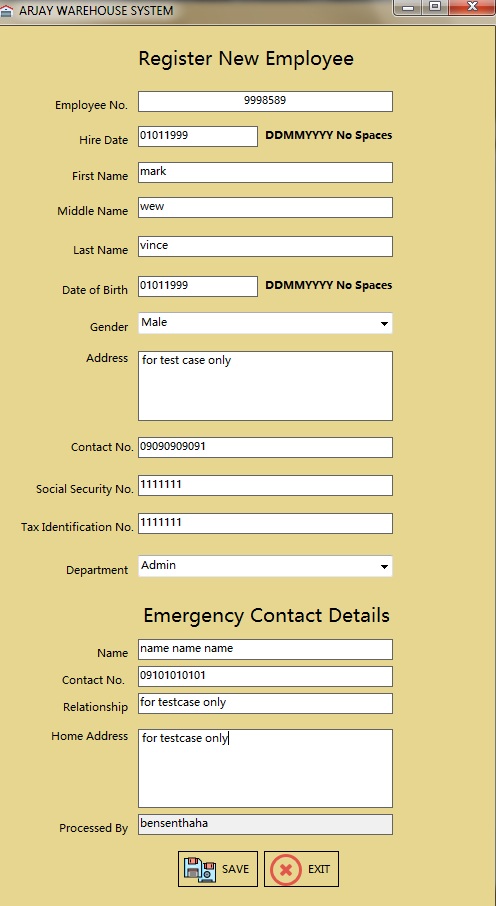 ARJAY WAREHOUSE SYSTEM
Register New Employee
Employee No. 9998589
Hire Date 01011999 DDMMYYYY No Spaces
First Name mark
Middle Name wew
Last Name vince
Date of Birth 01011999 DDMMYYYY No Spaces
Gender Male
Address for test case only
Contact No. 09090909091
Social Security No. 1111111
Tax Identification No. 1111111
Department Admin
Emergency Contact Details
Name name name name
Contact No. 09101010101
Relationship for testcase only
Home Address for testcase only
Processed By bensenthaha
SAVE EXIT